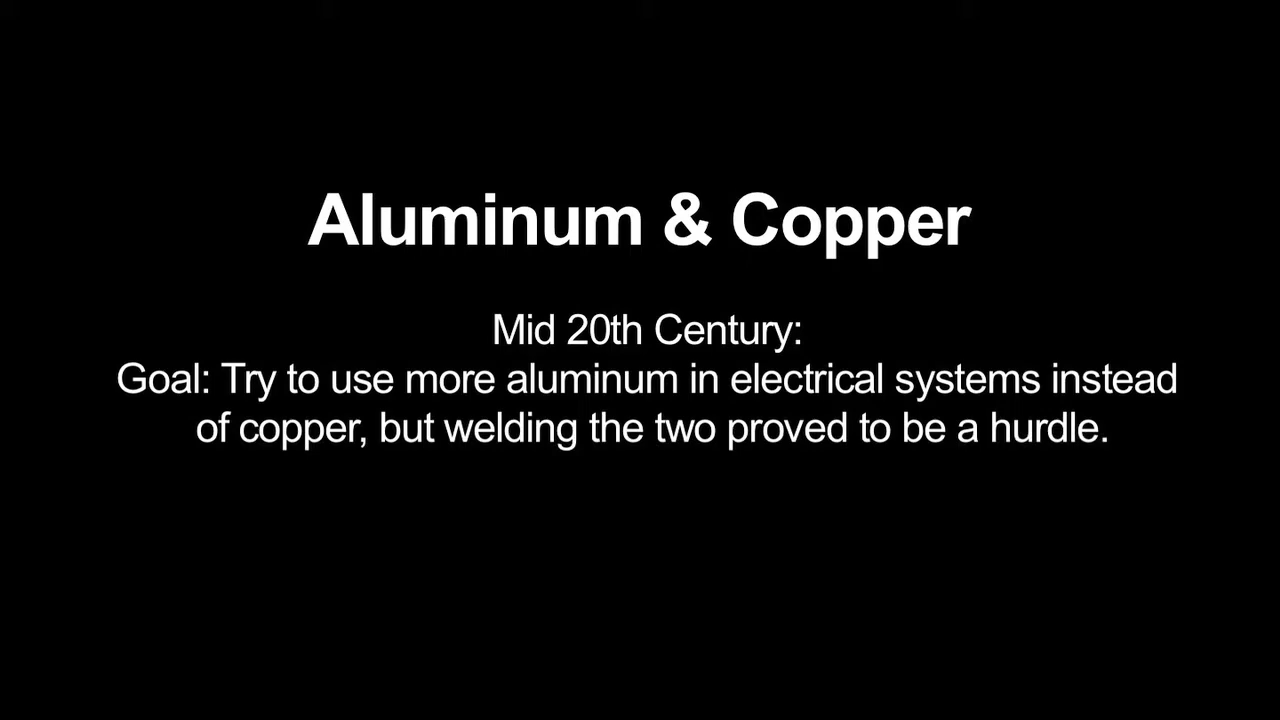 Aluminum & Copper
Mid 20th Century:
Goal: Try to use more aluminum in electrical systems instead
of copper, but welding the two proved to be a hurdle.